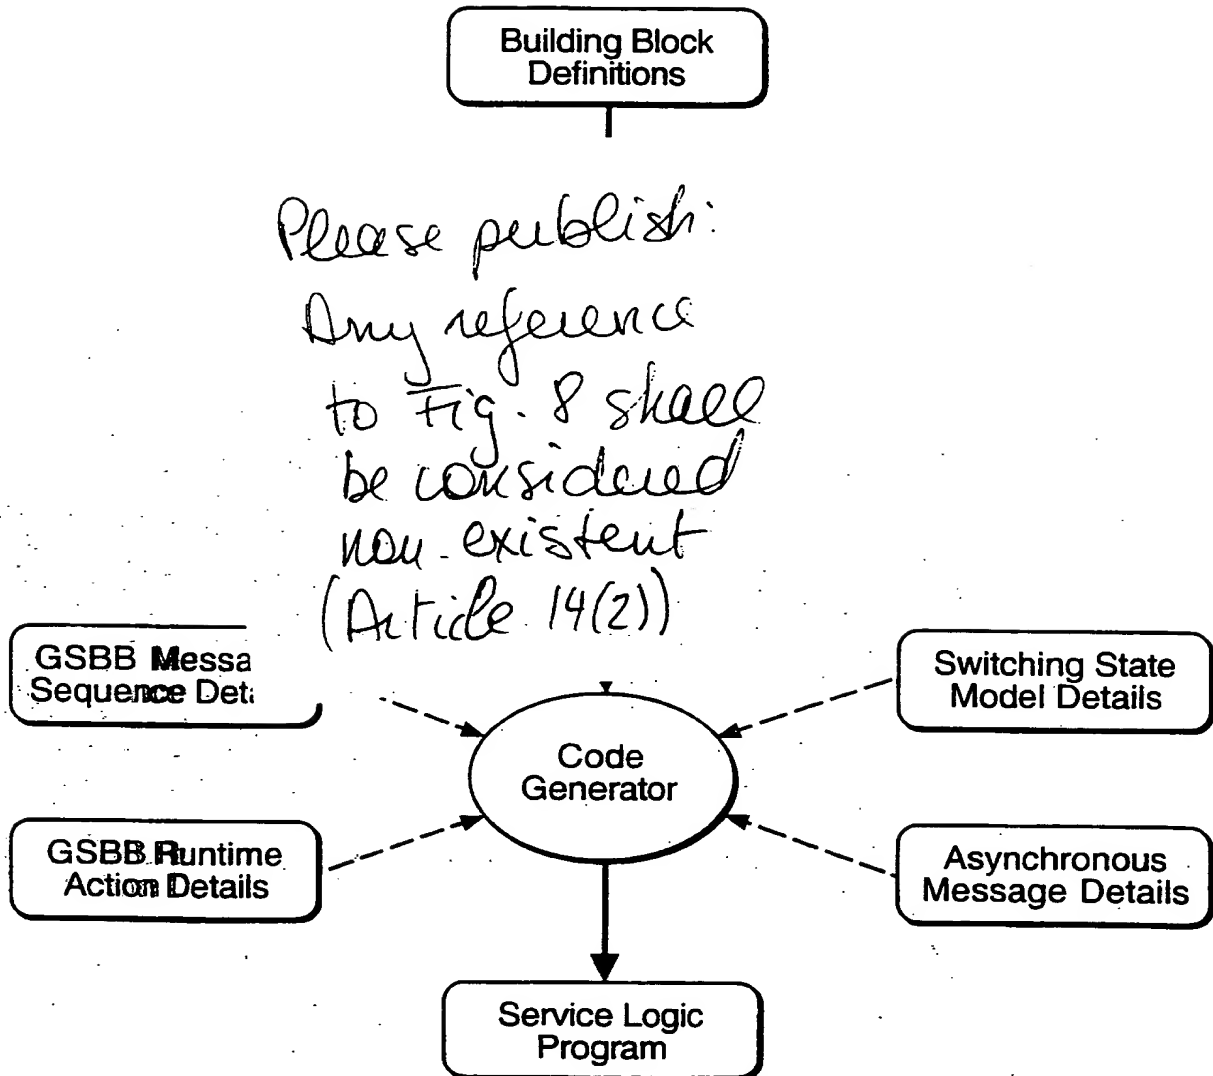 Building Block
Definitions
Please publish:
Any reference
to Fig. 8 shall
be considered
non-existent
(Article 14(2))
GSBB Messa
Sequence Deta
Switching State
Model Details
Code
Generator
GSBB Runtime
Action Details
Asynchronous
Message Details
Service Logic
Program